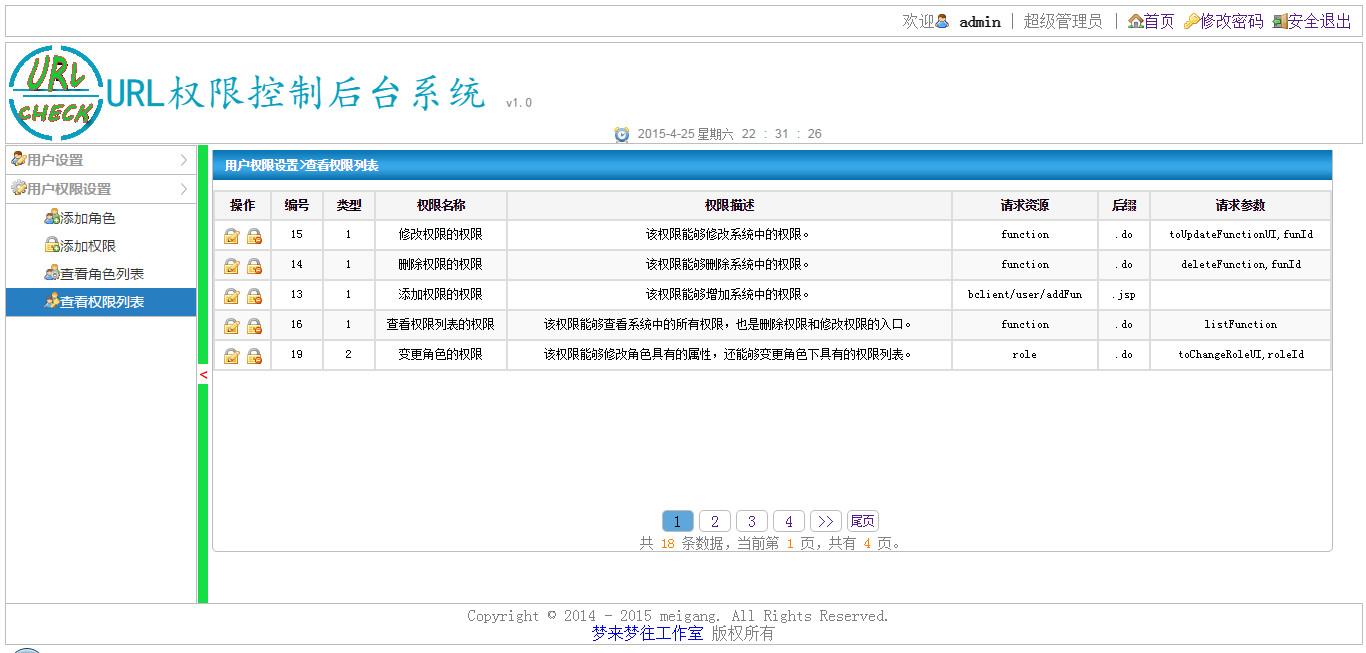 欢迎 admin | 超级管理员 | 首页 修改密码 安全退出
URL CHECK
URL权限控制后台系统 v1.0
2015-4-25 星期六 22 : 31 : 26
用户设置
用户权限设置
添加角色
添加权限
查看角色列表
查看权限列表
<
用户权限设置>查看权限列表
操作 编号 类型 权限名称 权限描述 请求资源 后缀 请求参数
15 1 修改权限的权限 该权限能够修改系统中的权限。 function .do toUpdateFunctionUI,funId
14 1 删除权限的权限 该权限能够删除系统中的权限。 function .do deleteFunction,funId
13 1 添加权限的权限 该权限能够增加系统中的权限。 bclient/user/addFun .jsp
16 1 查看权限列表的权限 该权限能够查看系统中的所有权限，也是删除权限和修改权限的入口。 function .do listFunction
19 2 变更角色的权限 该权限能够修改角色具有的属性，还能够变更角色下具有的权限列表。 role .do toChangeRoleUI,roleId
1 2 3 4 >> 尾页
共 18 条数据，当前第 1 页，共有 4 页。
Copyright © 2014 - 2015 meigang. All Rights Reserved.
梦来梦往工作室 版权所有